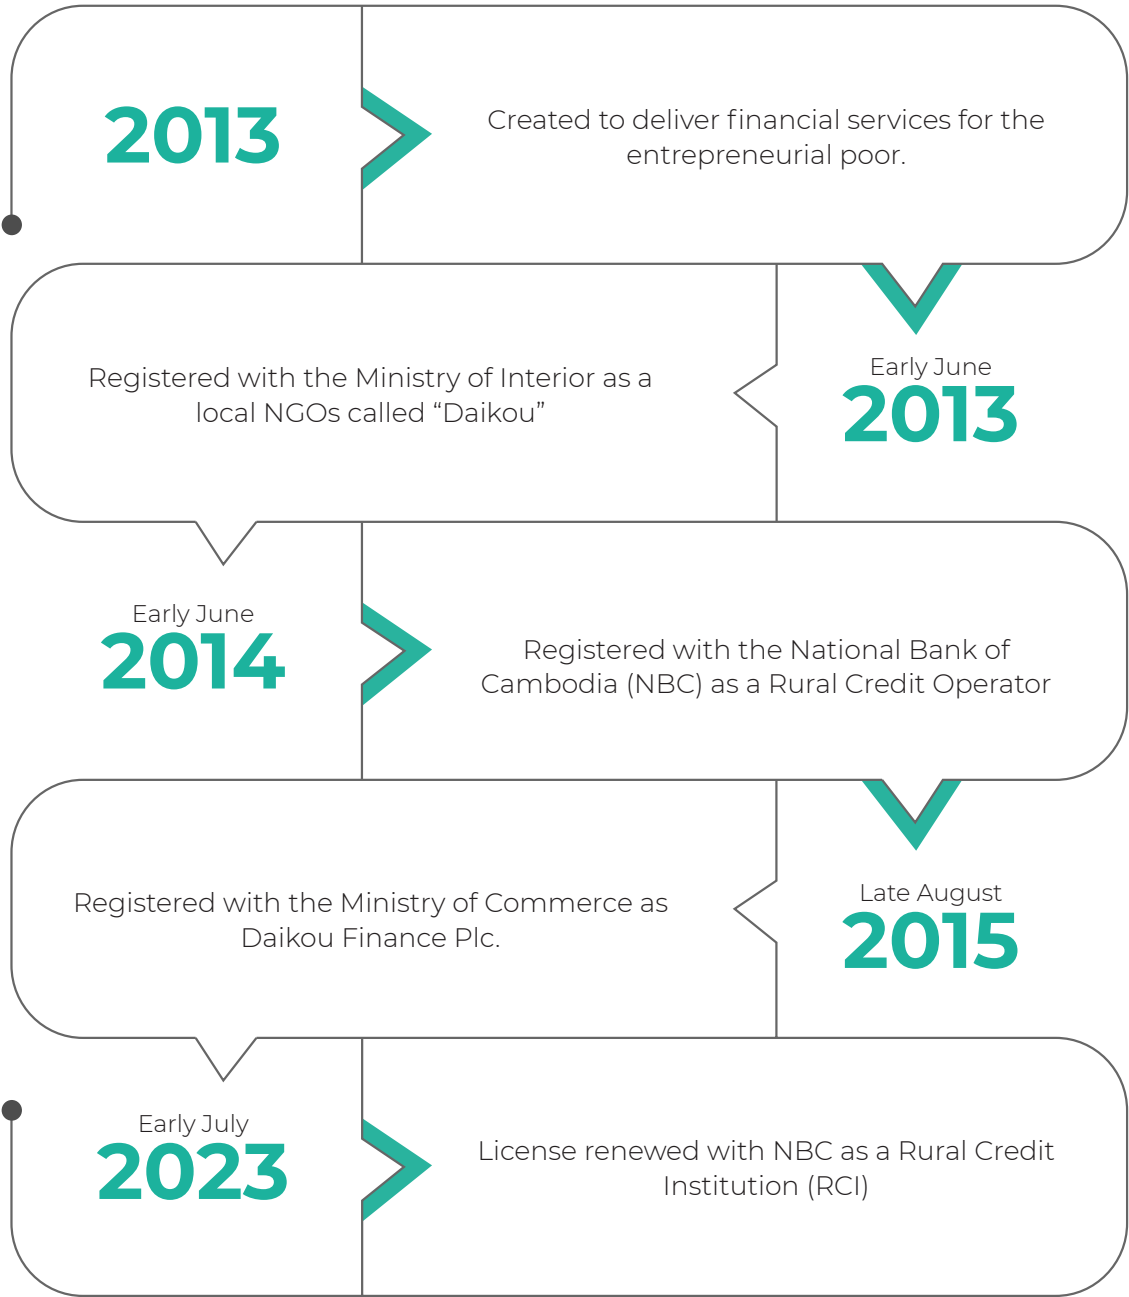 2013
Created to deliver financial services for the
entrepreneurial poor.
Registered with the Ministry of Interior as a
local NGOs called “Daikou”
Early June
2013
Early June
2014
Registered with the National Bank of
Cambodia (NBC) as a Rural Credit Operator
Registered with the Ministry of Commerce as
Daikou Finance Plc.
Late August
2015
Early July
2023
License renewed with NBC as a Rural Credit
Institution (RCI)